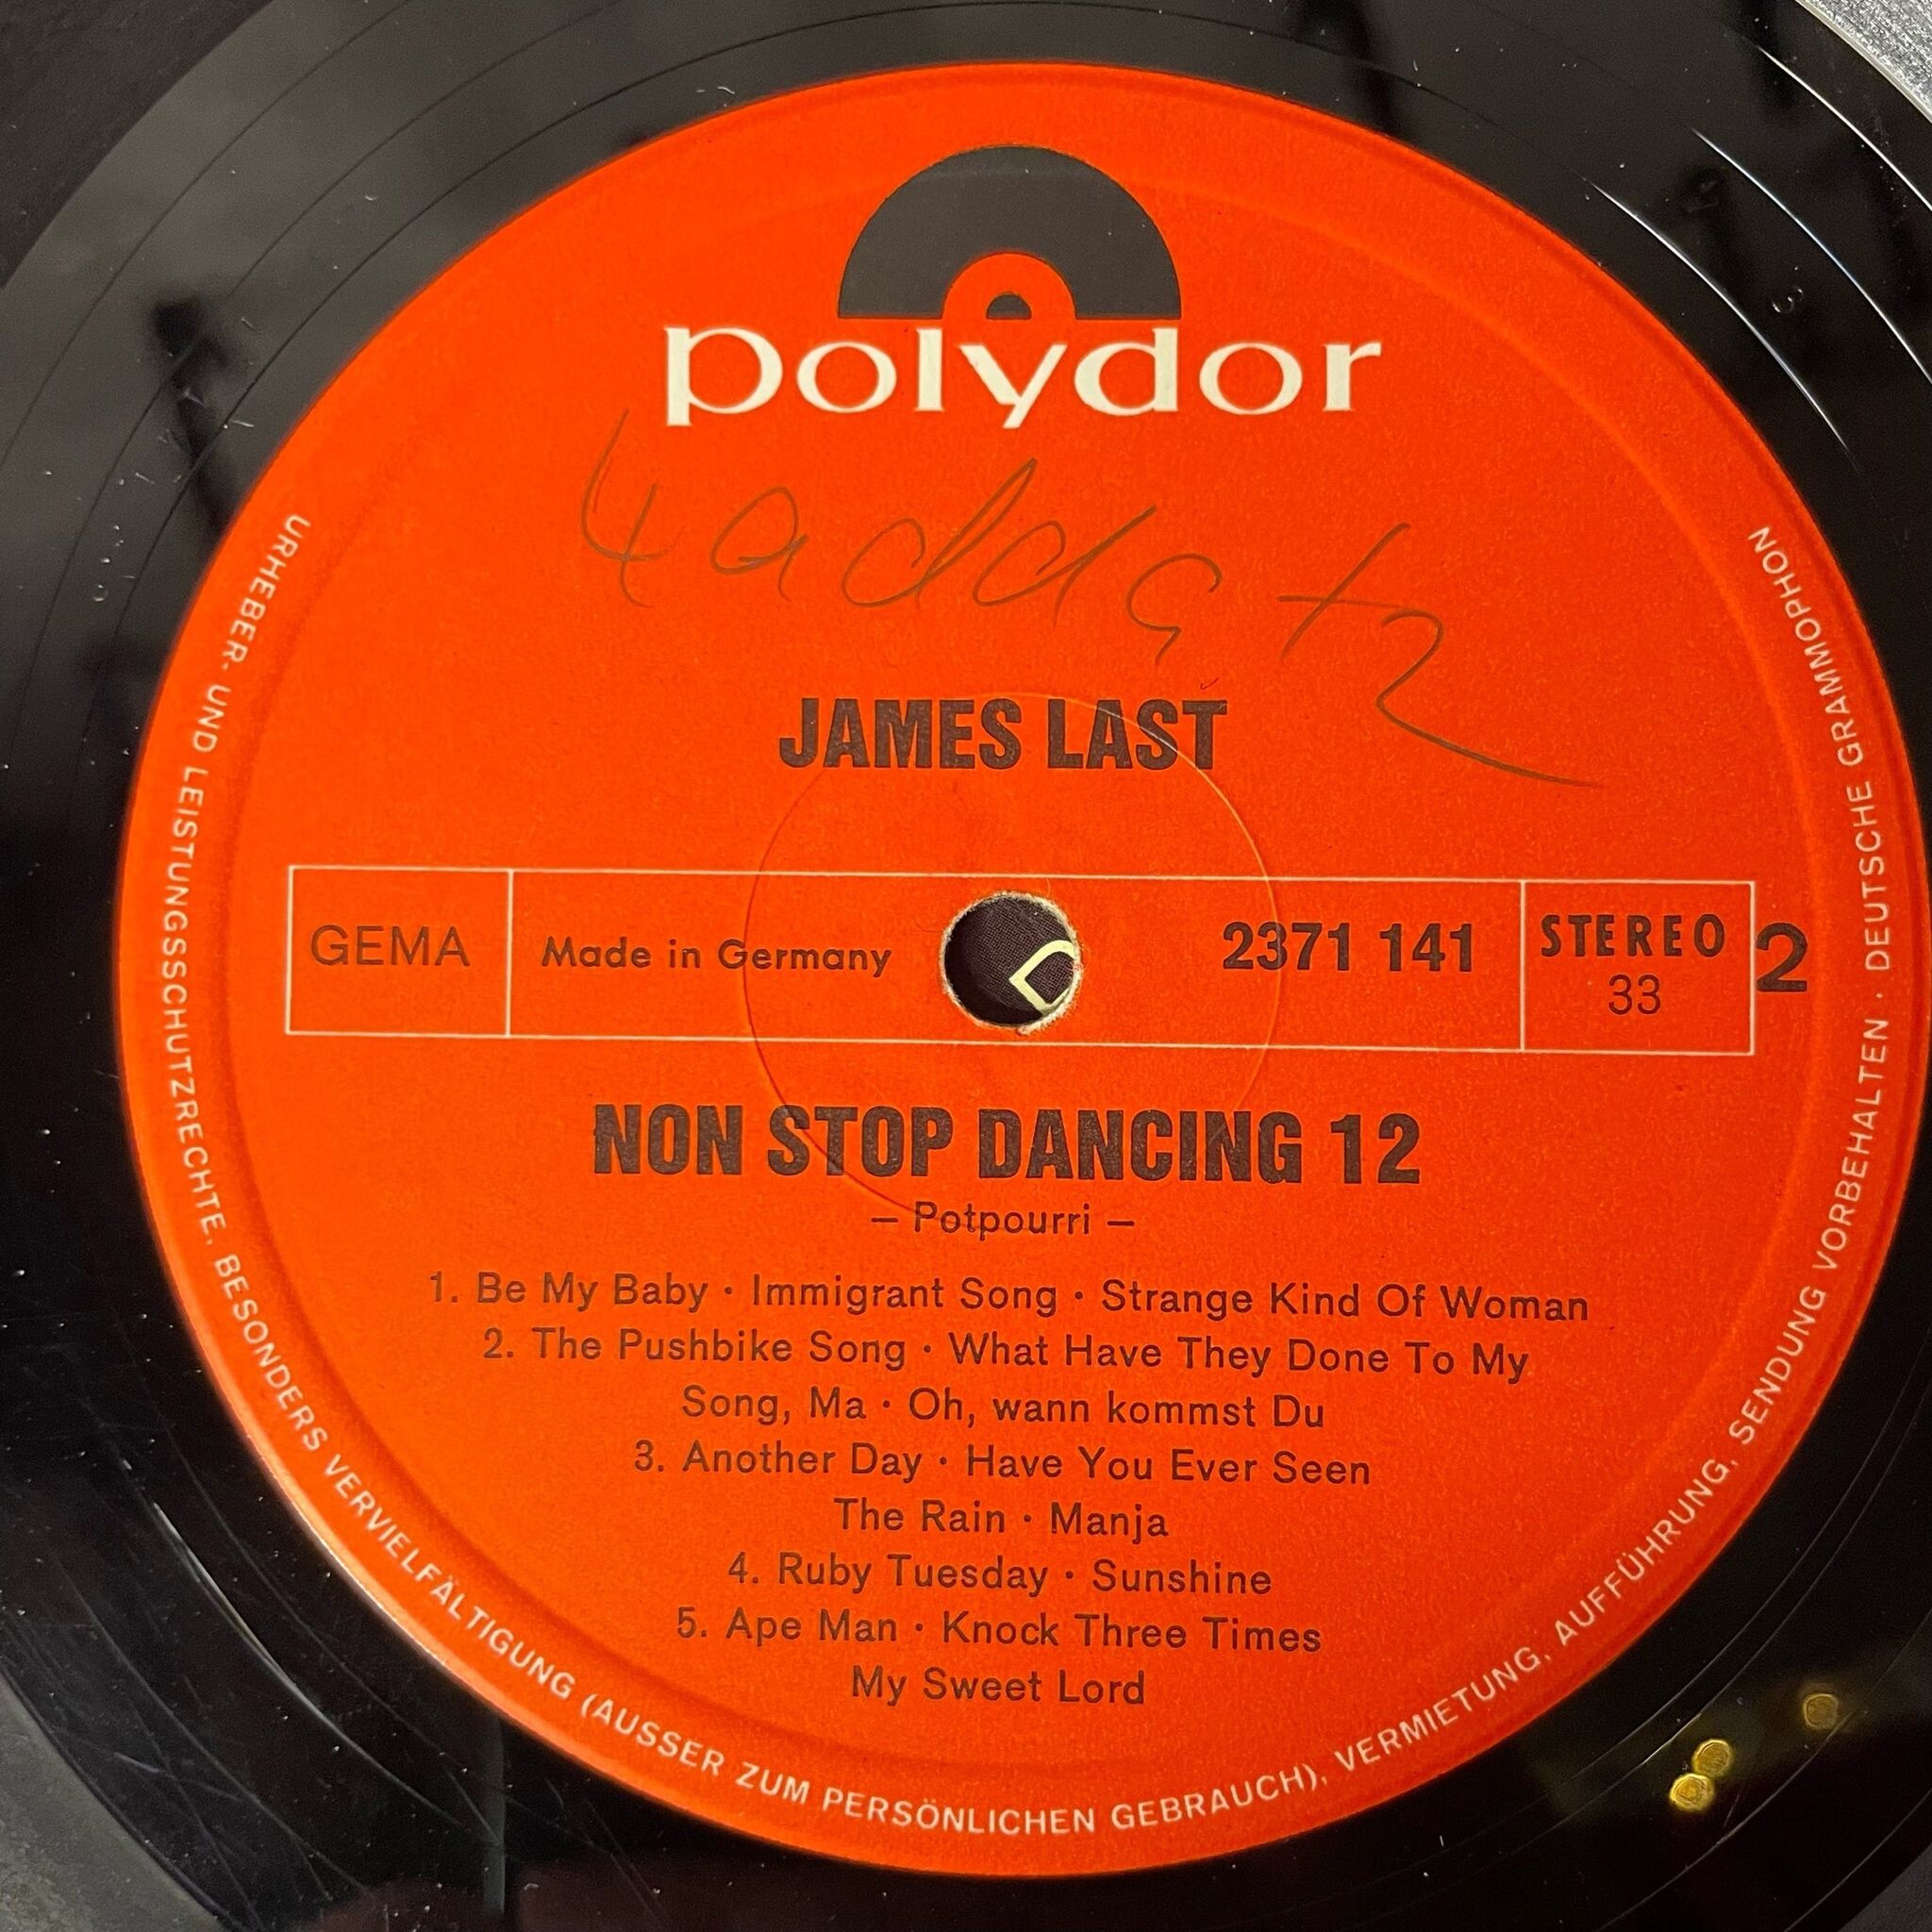 polydor
JAMES LAST
GEMA
Made in Germany
2371 141
STEREO
33
2
NON STOP DANCING 12
– Potpourri –
1. Be My Baby · Immigrant Song · Strange Kind Of Woman
2. The Pushbike Song · What Have They Done To My
Song, Ma · Oh, wann kommst Du
3. Another Day · Have You Ever Seen
The Rain · Manja
4. Ruby Tuesday · Sunshine
5. Ape Man · Knock Three Times
My Sweet Lord
URHEBER- UND LEISTUNGSSCHUTZRECHTE, BESONDERS VERVIELFÄLTIGUNG (AUSSER ZUM PERSÖNLICHEN GEBRAUCH), VERMIETUNG, AUFFÜHRUNG, SENDUNG VORBEHALTEN · DEUTSCHE GRAMMOPHON